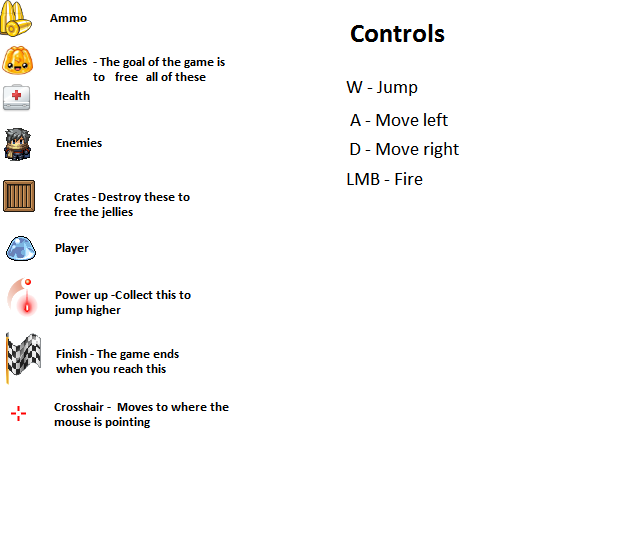 Ammo
Jellies - The goal of the game is
to free all of these
Health
Enemies
Crates - Destroy these to
free the jellies
Player
Power up -Collect this to
jump higher
Finish - The game ends
when you reach this
Crosshair - Moves to where the
mouse is pointing
Controls
W - Jump
A - Move left
D - Move right
LMB - Fire